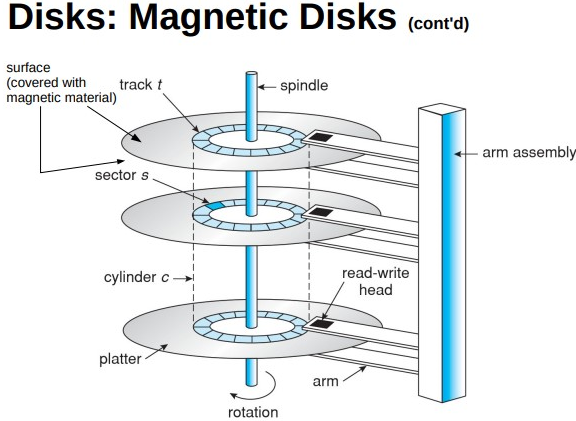 Disks: Magnetic Disks (cont'd)
surface
(covered with
magnetic material)
track t
spindle
arm assembly
sector s
cylinder c
read-write
head
platter
arm
rotation